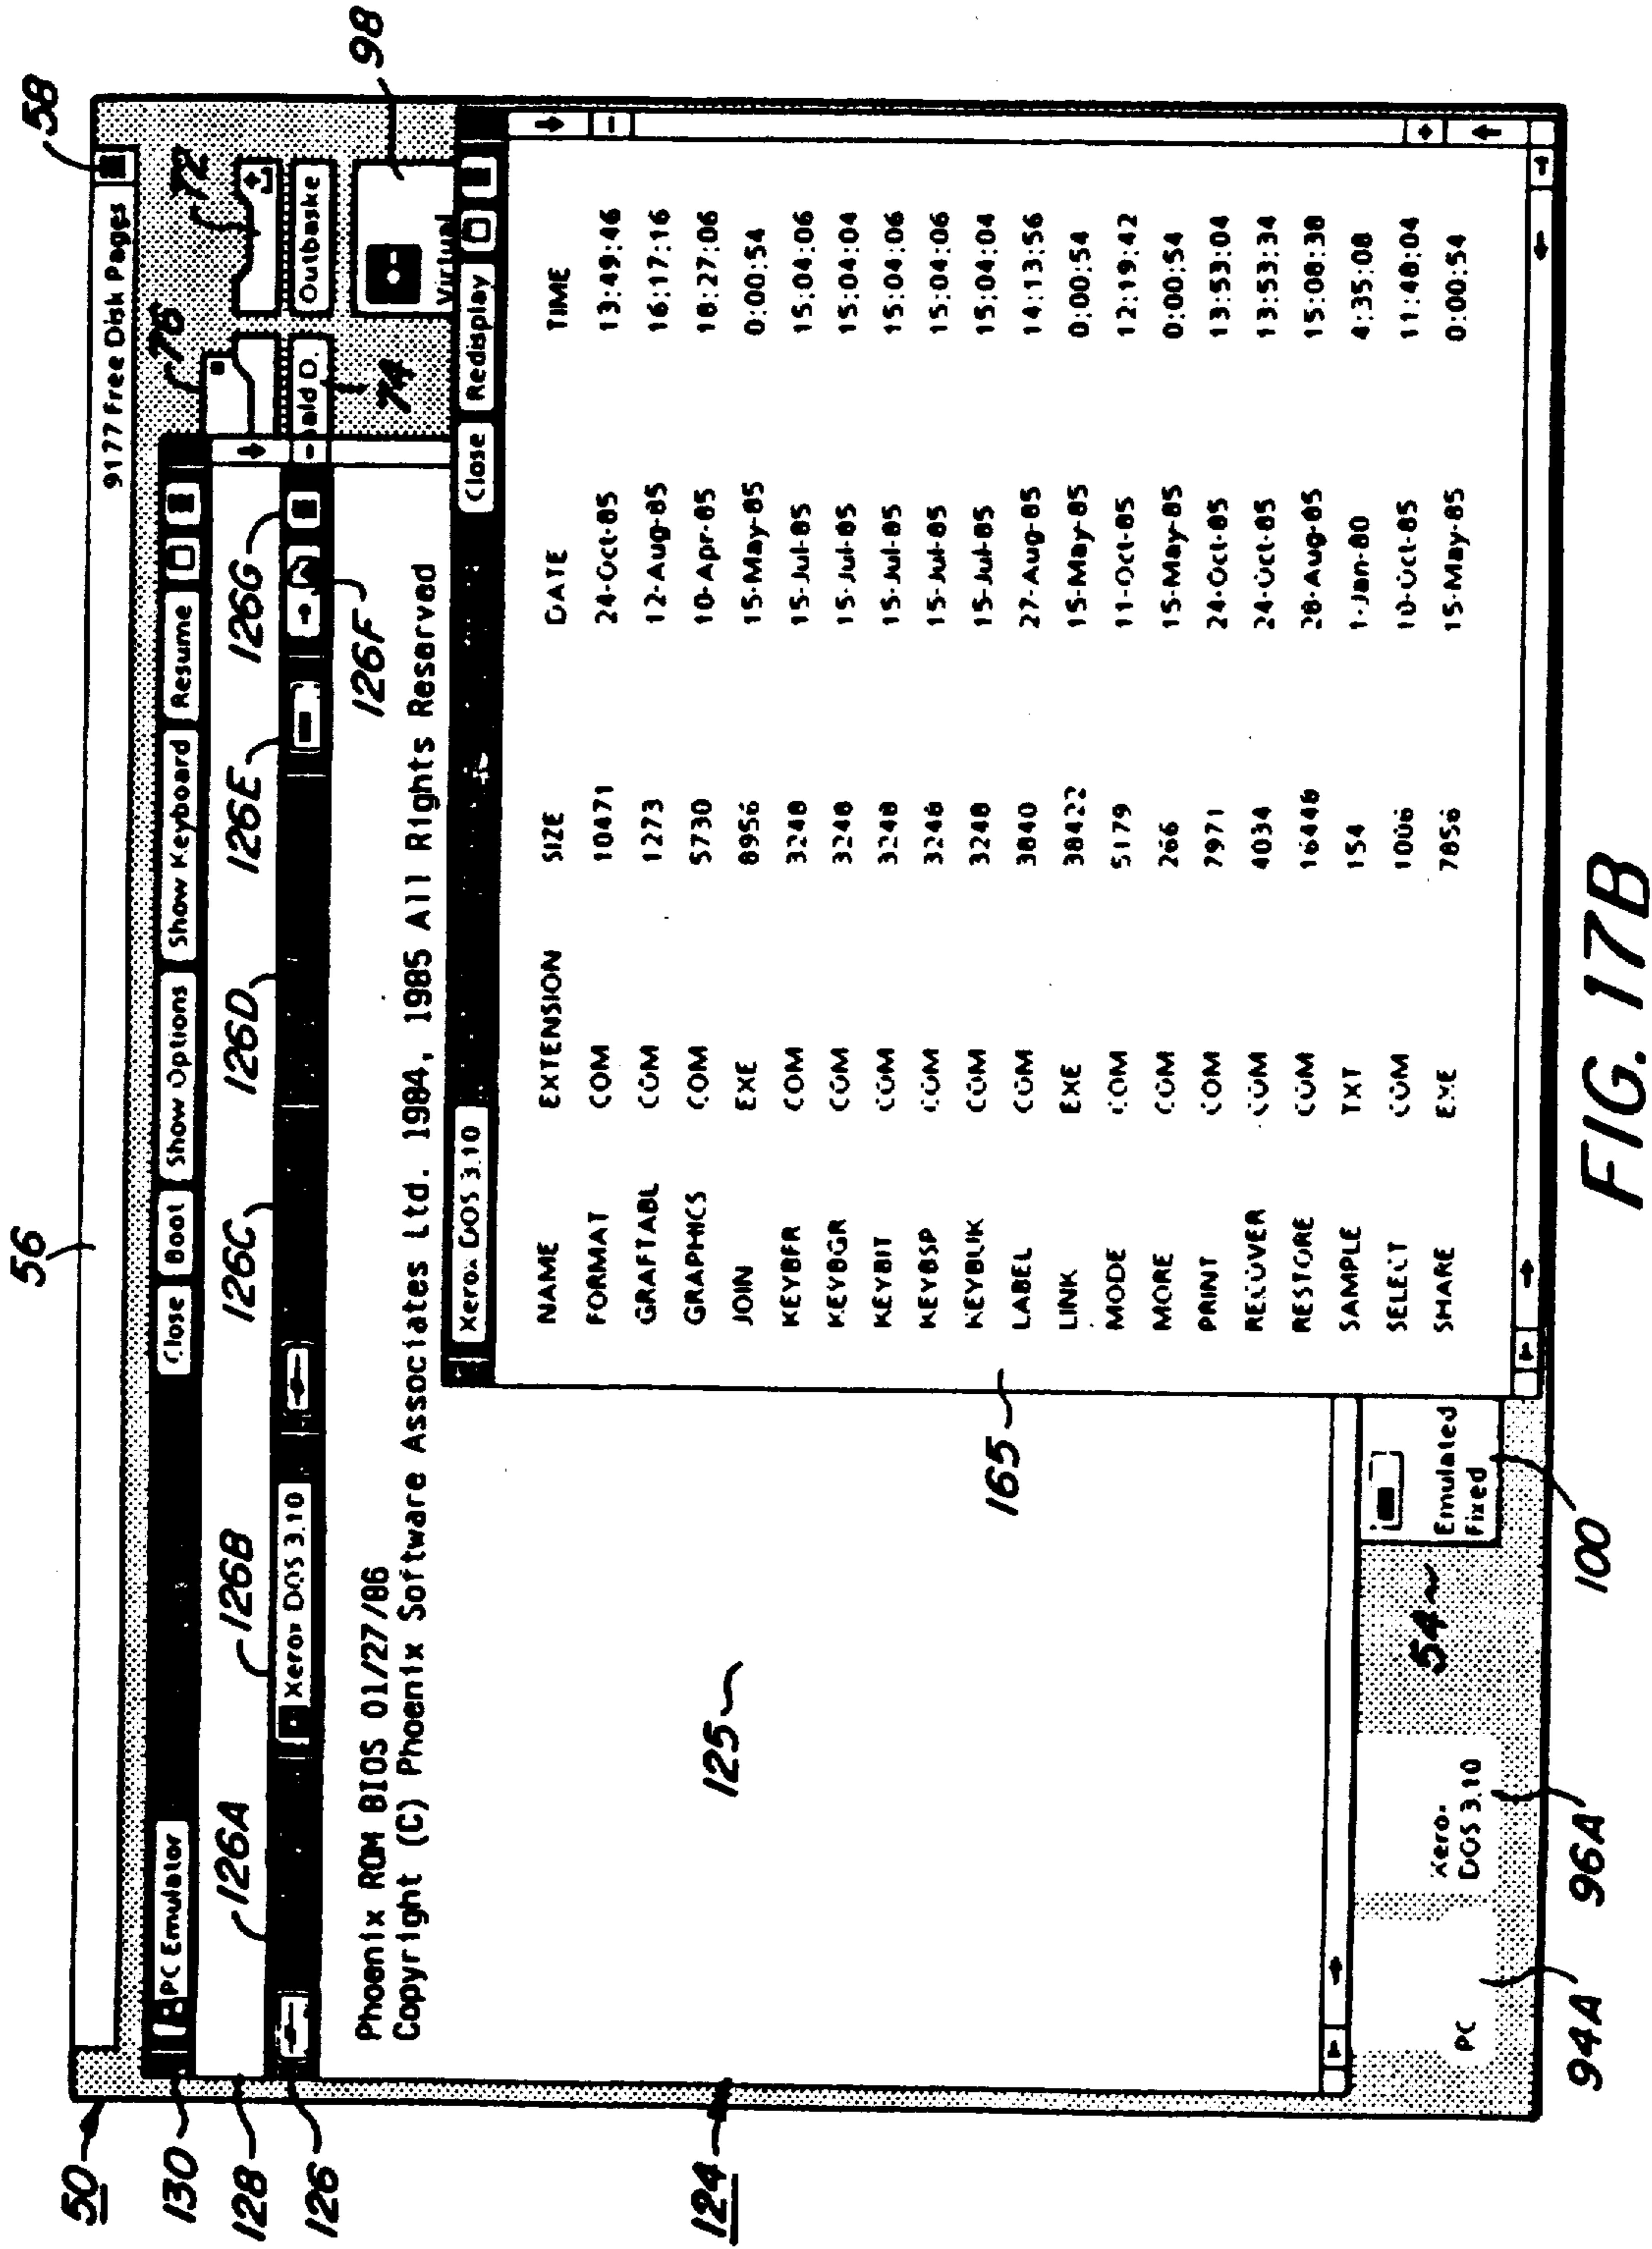 56
58
50
9177 Free Disk Pages
130
PC Emulator
Close Boot Show Options Show Keyboard Resume
76
72
128
126A
126B
126C
126D
126E
126G
126
Xerox DOS 3.10
ald O.
Outbaske
74
98
Virtual
126F
Phoenix ROM BIOS 01/27/86
Copyright (C) Phoenix Software Associates Ltd. 1984, 1985 All Rights Reserved
Xerox DOS 3.10
Close Redisplay
NAME EXTENSION SIZE DATE TIME
FORMAT COM 10471 24-Oct-85 13:49:46
GRAFTABL COM 1273 12-Aug-85 16:17:16
GRAPHICS COM 5730 10-Apr-85 18:27:06
JOIN EXE 8956 15-May-85 0:00:54
KEYBFR COM 3248 15-Jul-85 15:04:06
KEYBGR COM 3248 15-Jul-85 15:04:04
KEYBIT COM 3248 15-Jul-85 15:04:06
KEYBSP COM 3248 15-Jul-85 15:04:06
KEYBUK COM 3248 15-Jul-85 15:04:04
LABEL COM 3840 27-Aug-85 14:13:56
LINK EXE 38422 15-May-85 0:00:54
MODE COM 5179 11-Oct-85 12:19:42
MORE COM 266 15-May-85 0:00:54
PRINT COM 7971 24-Oct-85 13:53:04
RECOVER COM 4034 24-Oct-85 13:53:34
RESTORE COM 16448 28-Aug-85 15:08:38
SAMPLE TXT 154 1-Jan-80 4:35:08
SELECT COM 1006 10-Oct-85 11:48:04
SHARE EXE 7856 15-May-85 0:00:54
124
125
165
PC
Xerox
DOS 3.10
54
Emulated
Fixed
94A
96A
100
FIG. 17B